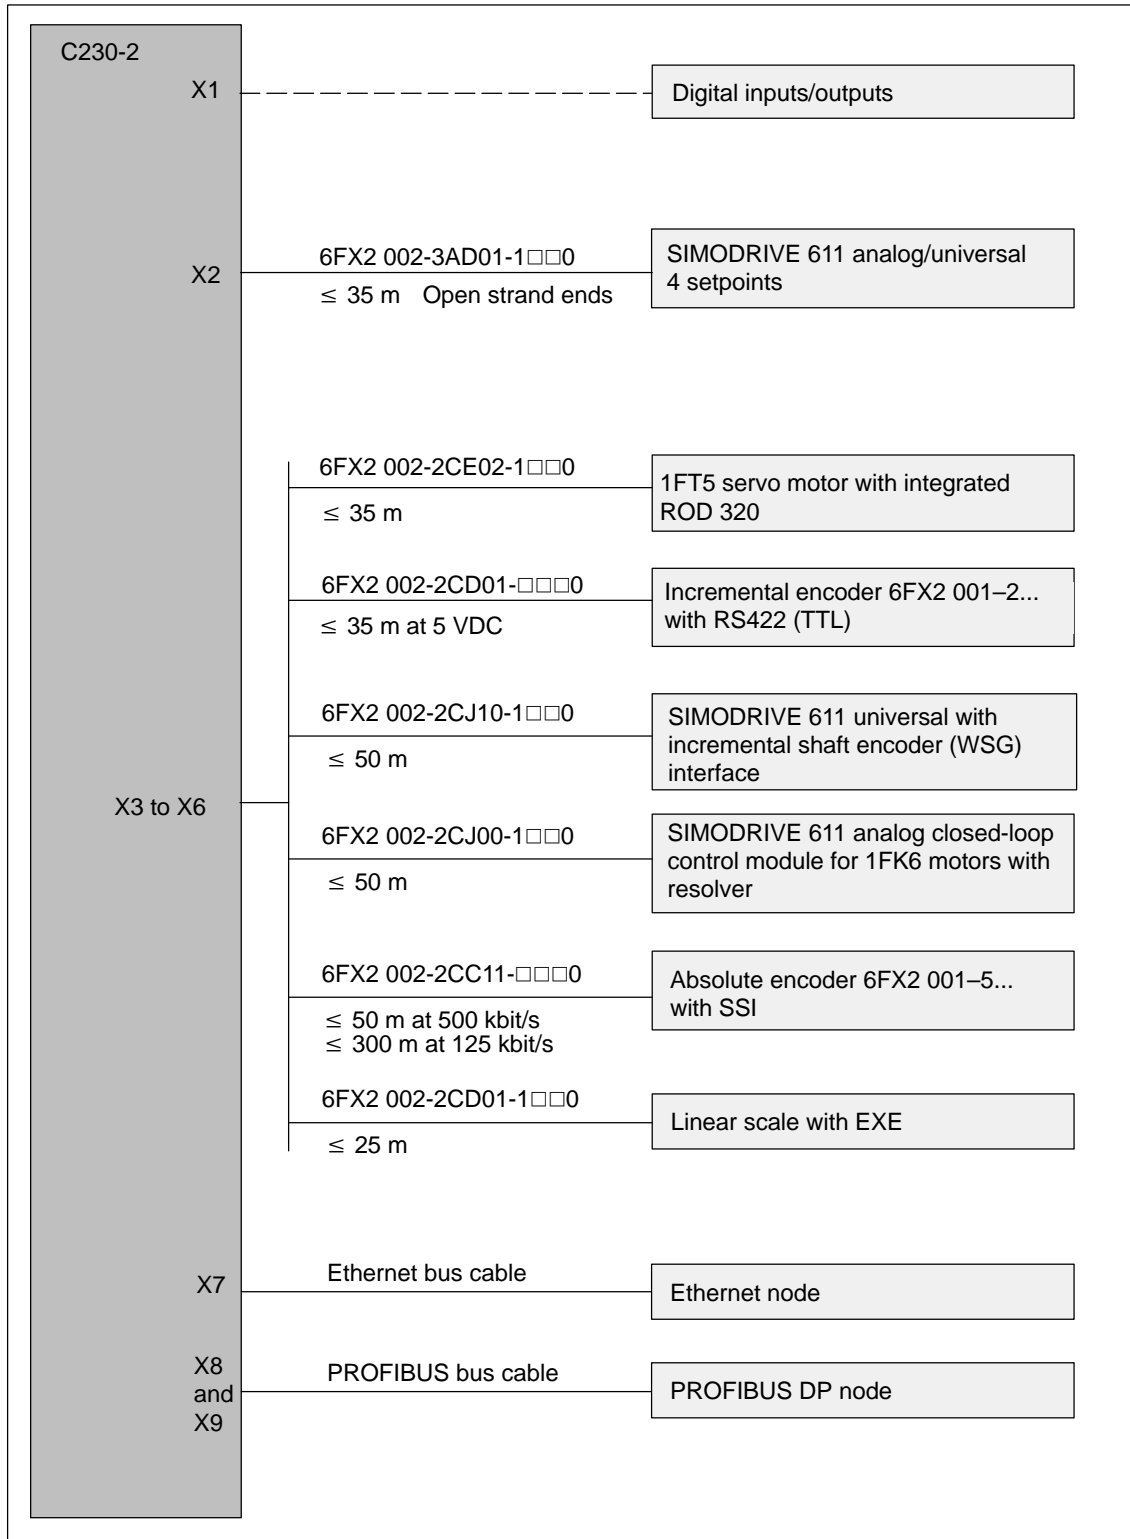 C230-2
X1
Digital inputs/outputs
X2
6FX2 002-3AD01-1□□0
≤ 35 m Open strand ends
SIMODRIVE 611 analog/universal
4 setpoints
X3 to X6
6FX2 002-2CE02-1□□0
≤ 35 m
1FT5 servo motor with integrated
ROD 320
6FX2 002-2CD01-□□□0
≤ 35 m at 5 VDC
Incremental encoder 6FX2 001–2...
with RS422 (TTL)
6FX2 002-2CJ10-1□□0
≤ 50 m
SIMODRIVE 611 universal with
incremental shaft encoder (WSG)
interface
6FX2 002-2CJ00-1□□0
≤ 50 m
SIMODRIVE 611 analog closed-loop
control module for 1FK6 motors with
resolver
6FX2 002-2CC11-□□□0
≤ 50 m at 500 kbit/s
≤ 300 m at 125 kbit/s
Absolute encoder 6FX2 001–5...
with SSI
6FX2 002-2CD01-1□□0
≤ 25 m
Linear scale with EXE
X7
Ethernet bus cable
Ethernet node
X8
and
X9
PROFIBUS bus cable
PROFIBUS DP node